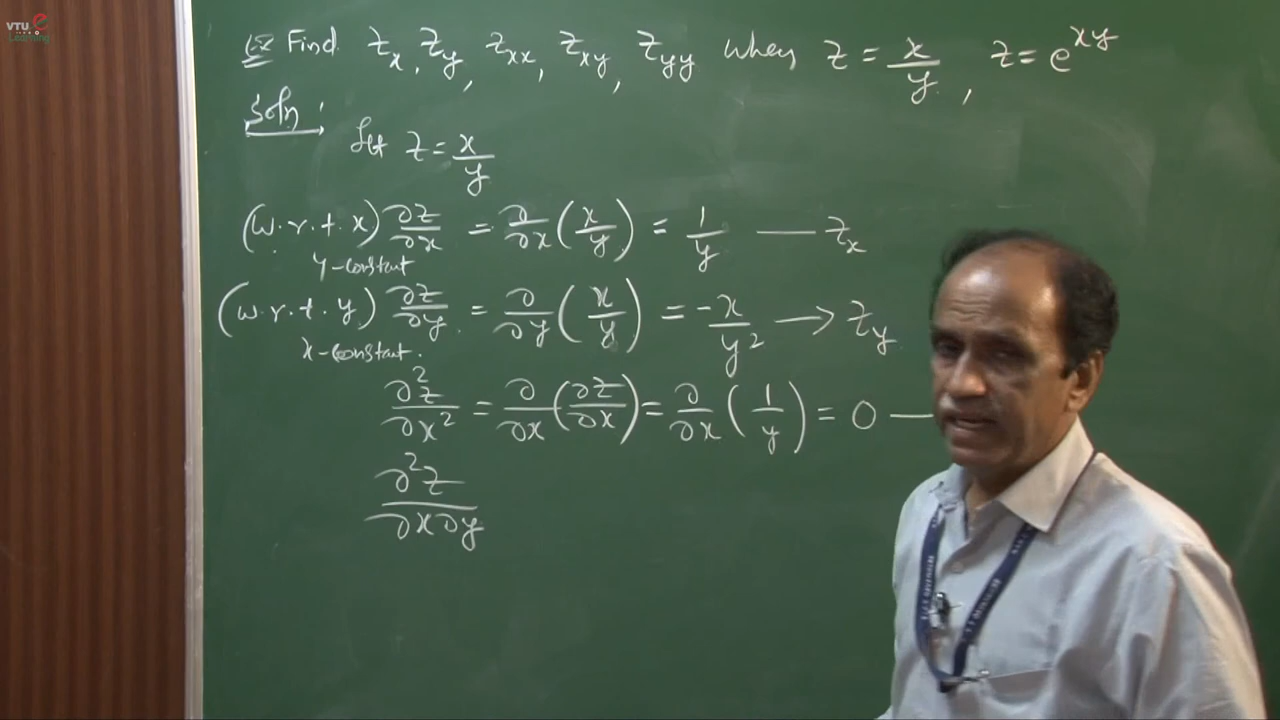 VTU e Learning
Ex Find z_x, z_y, z_xx, z_xy, z_yy when z = x/y, z = e^xy
Soln:
Let z = x/y
(w.r.t. x) ∂z/∂x = ∂/∂x (x/y) = 1/y — z_x
y-constant
(w.r.t. y) ∂z/∂y = ∂/∂y (x/y) = -x/y² → z_y
x-constant.
∂²z/∂x² = ∂/∂x (∂z/∂x) = ∂/∂x (1/y) = 0 —
∂²z/∂x∂y